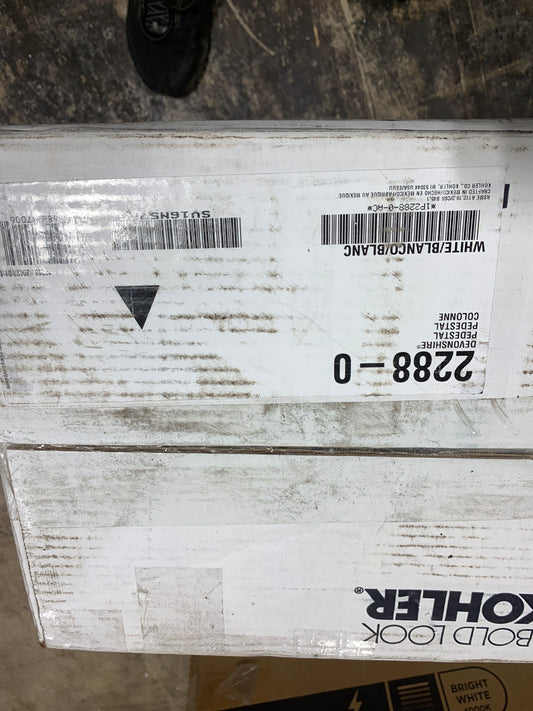 2288-0
DEVONSHIRE®
PEDESTAL
PEDESTAL
COLONNE
WHITE/BLANCO/BLANC
*1P2288-0-AC*
ASME A112.19.2/CSA B45.1
CRAFTED IN MEXICO/HECHO EN MEXICO/FABRIQUÉ AU MEXIQUE
KOHLER CO., KOHLER, WI 53044 USA/EEUU
BOLD LOOK
KOHLER®
BRIGHT
WHITE
4000K